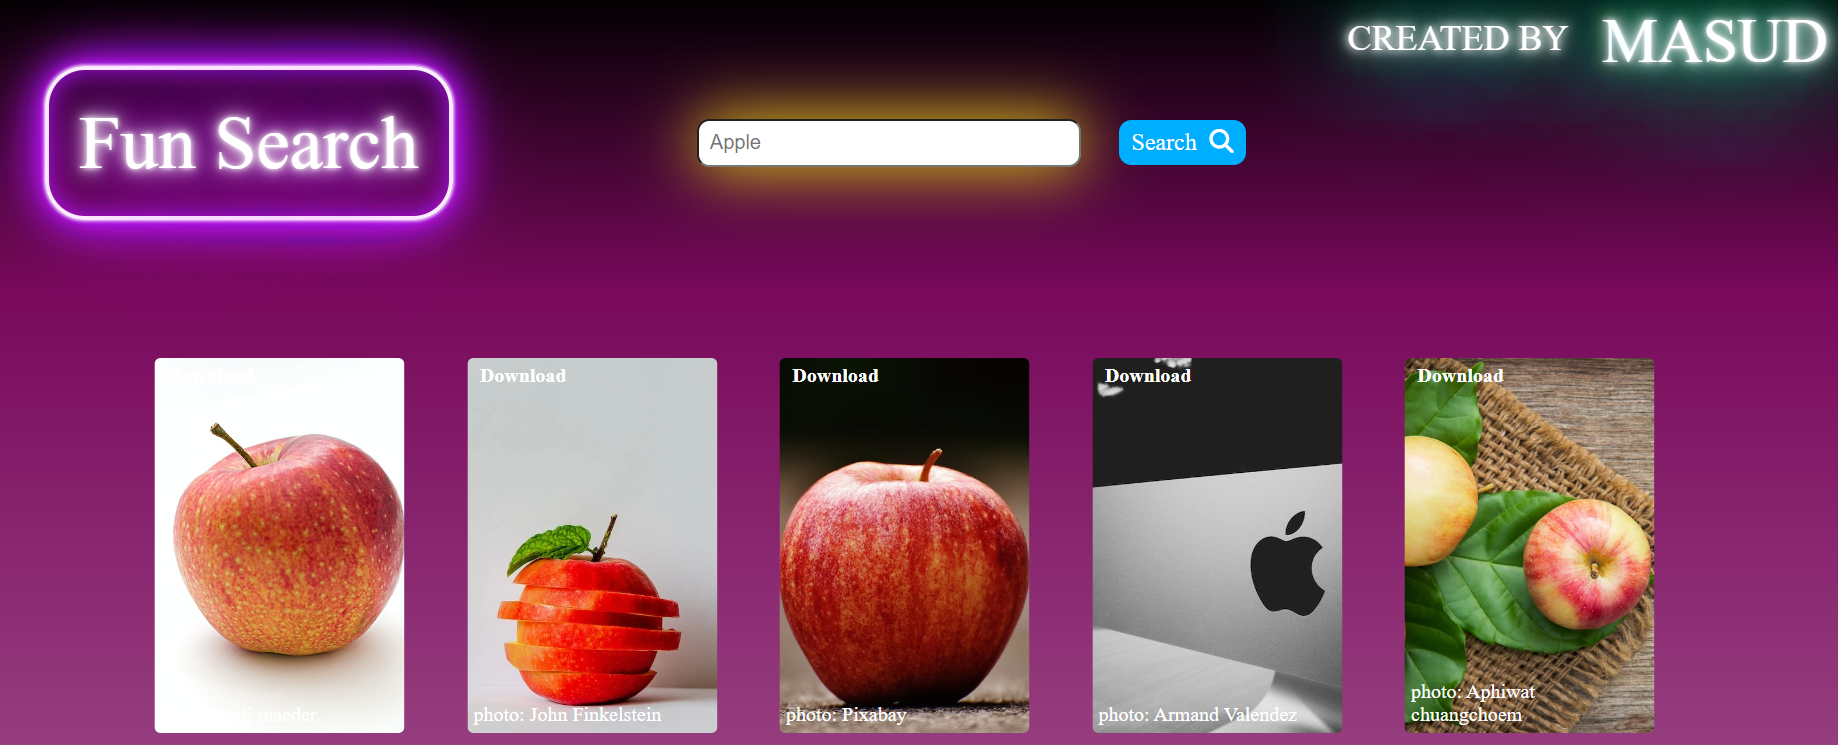 CREATED BY MASUD
Fun Search
Apple
Search
Download
Download
Download
Download
Download
maeder
photo: John Finkelstein
photo: Pixabay
photo: Armand Valendez
photo: Aphiwat
chuangchoem